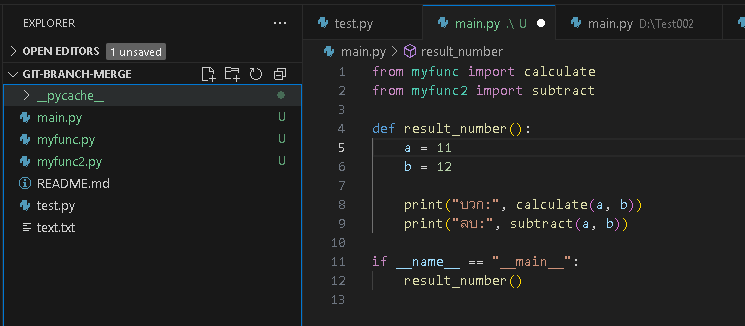 EXPLORER
OPEN EDITORS 1 unsaved
GIT-BRANCH-MERGE
__pycache__
main.py U
myfunc.py U
myfunc2.py U
README.md
test.py
text.txt
test.py main.py .\ U main.py D:\Test002
main.py > result_number
1 from myfunc import calculate
2 from myfunc2 import subtract
3
4 def result_number():
5 a = 11
6 b = 12
7
8 print("บวก:", calculate(a, b))
9 print("ลบ:", subtract(a, b))
10
11 if __name__ == "__main__":
12 result_number()
13